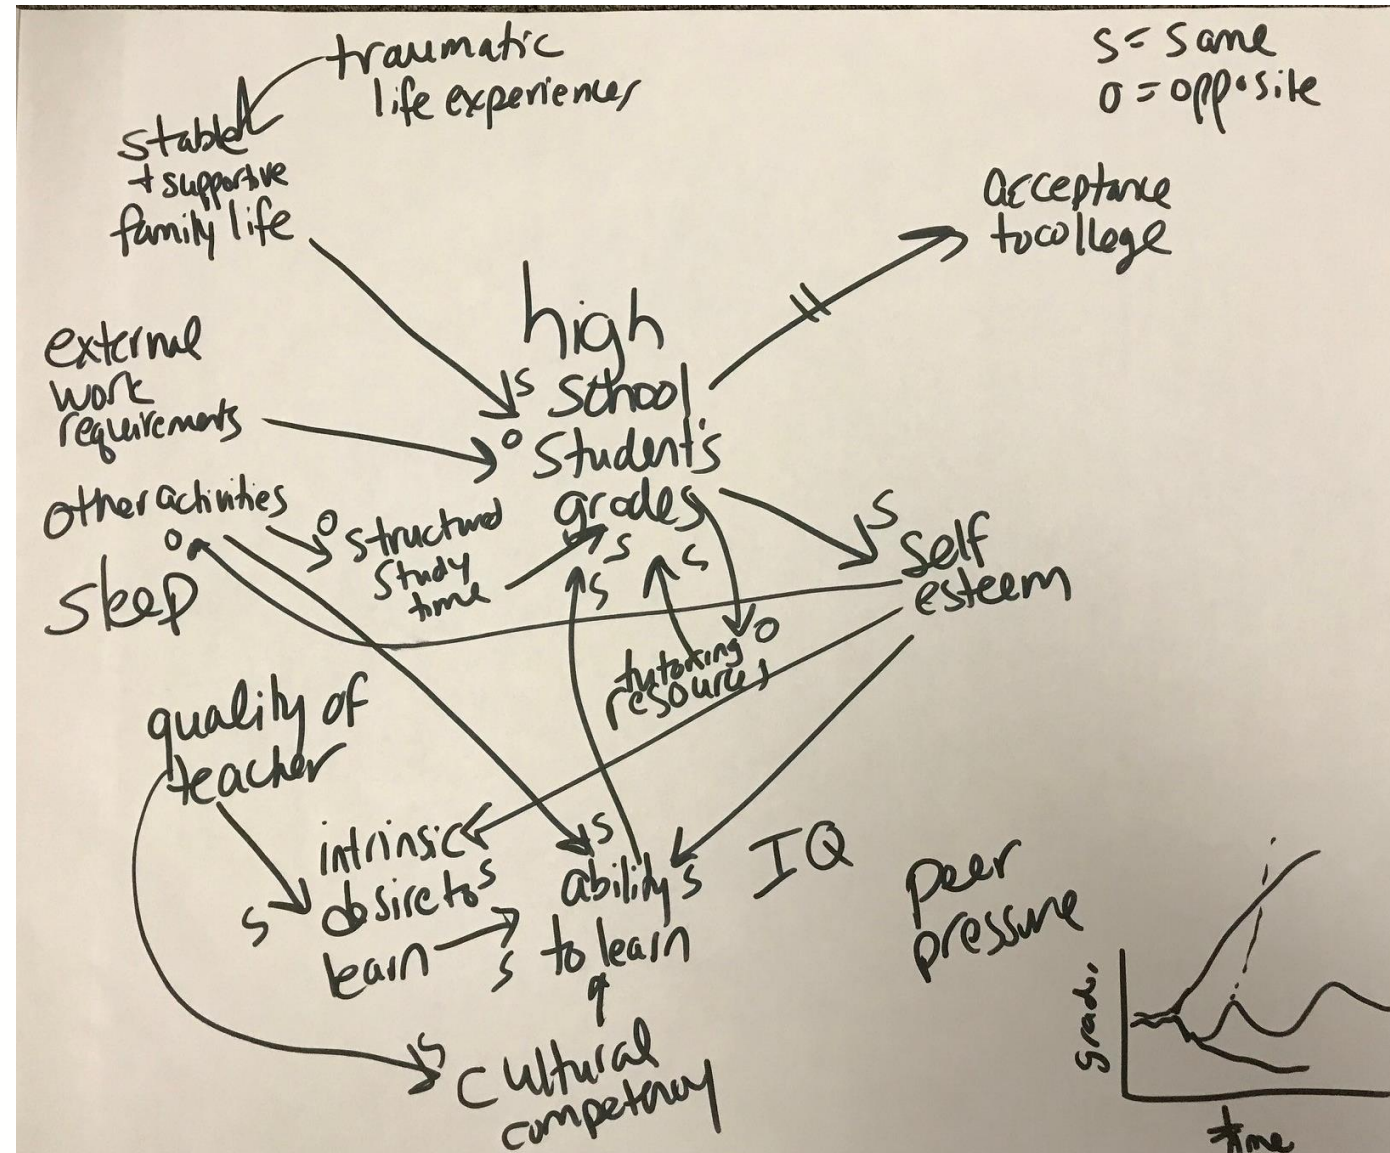 traumatic
life experiences
s = same
o = opposite
stable
+ supportive
family life
acceptance
to college
high
school
student's
grades
s
external
work
requirements
o
other activities
o
structured
study
time
s
s
s
s
self
esteem
o
sleep
o
tutoring
resources
quality of
teacher
s
intrinsic
desire to
learn
s
s
ability
to learn
s
s
IQ
peer
pressure
s
cultural
competency
grades
time